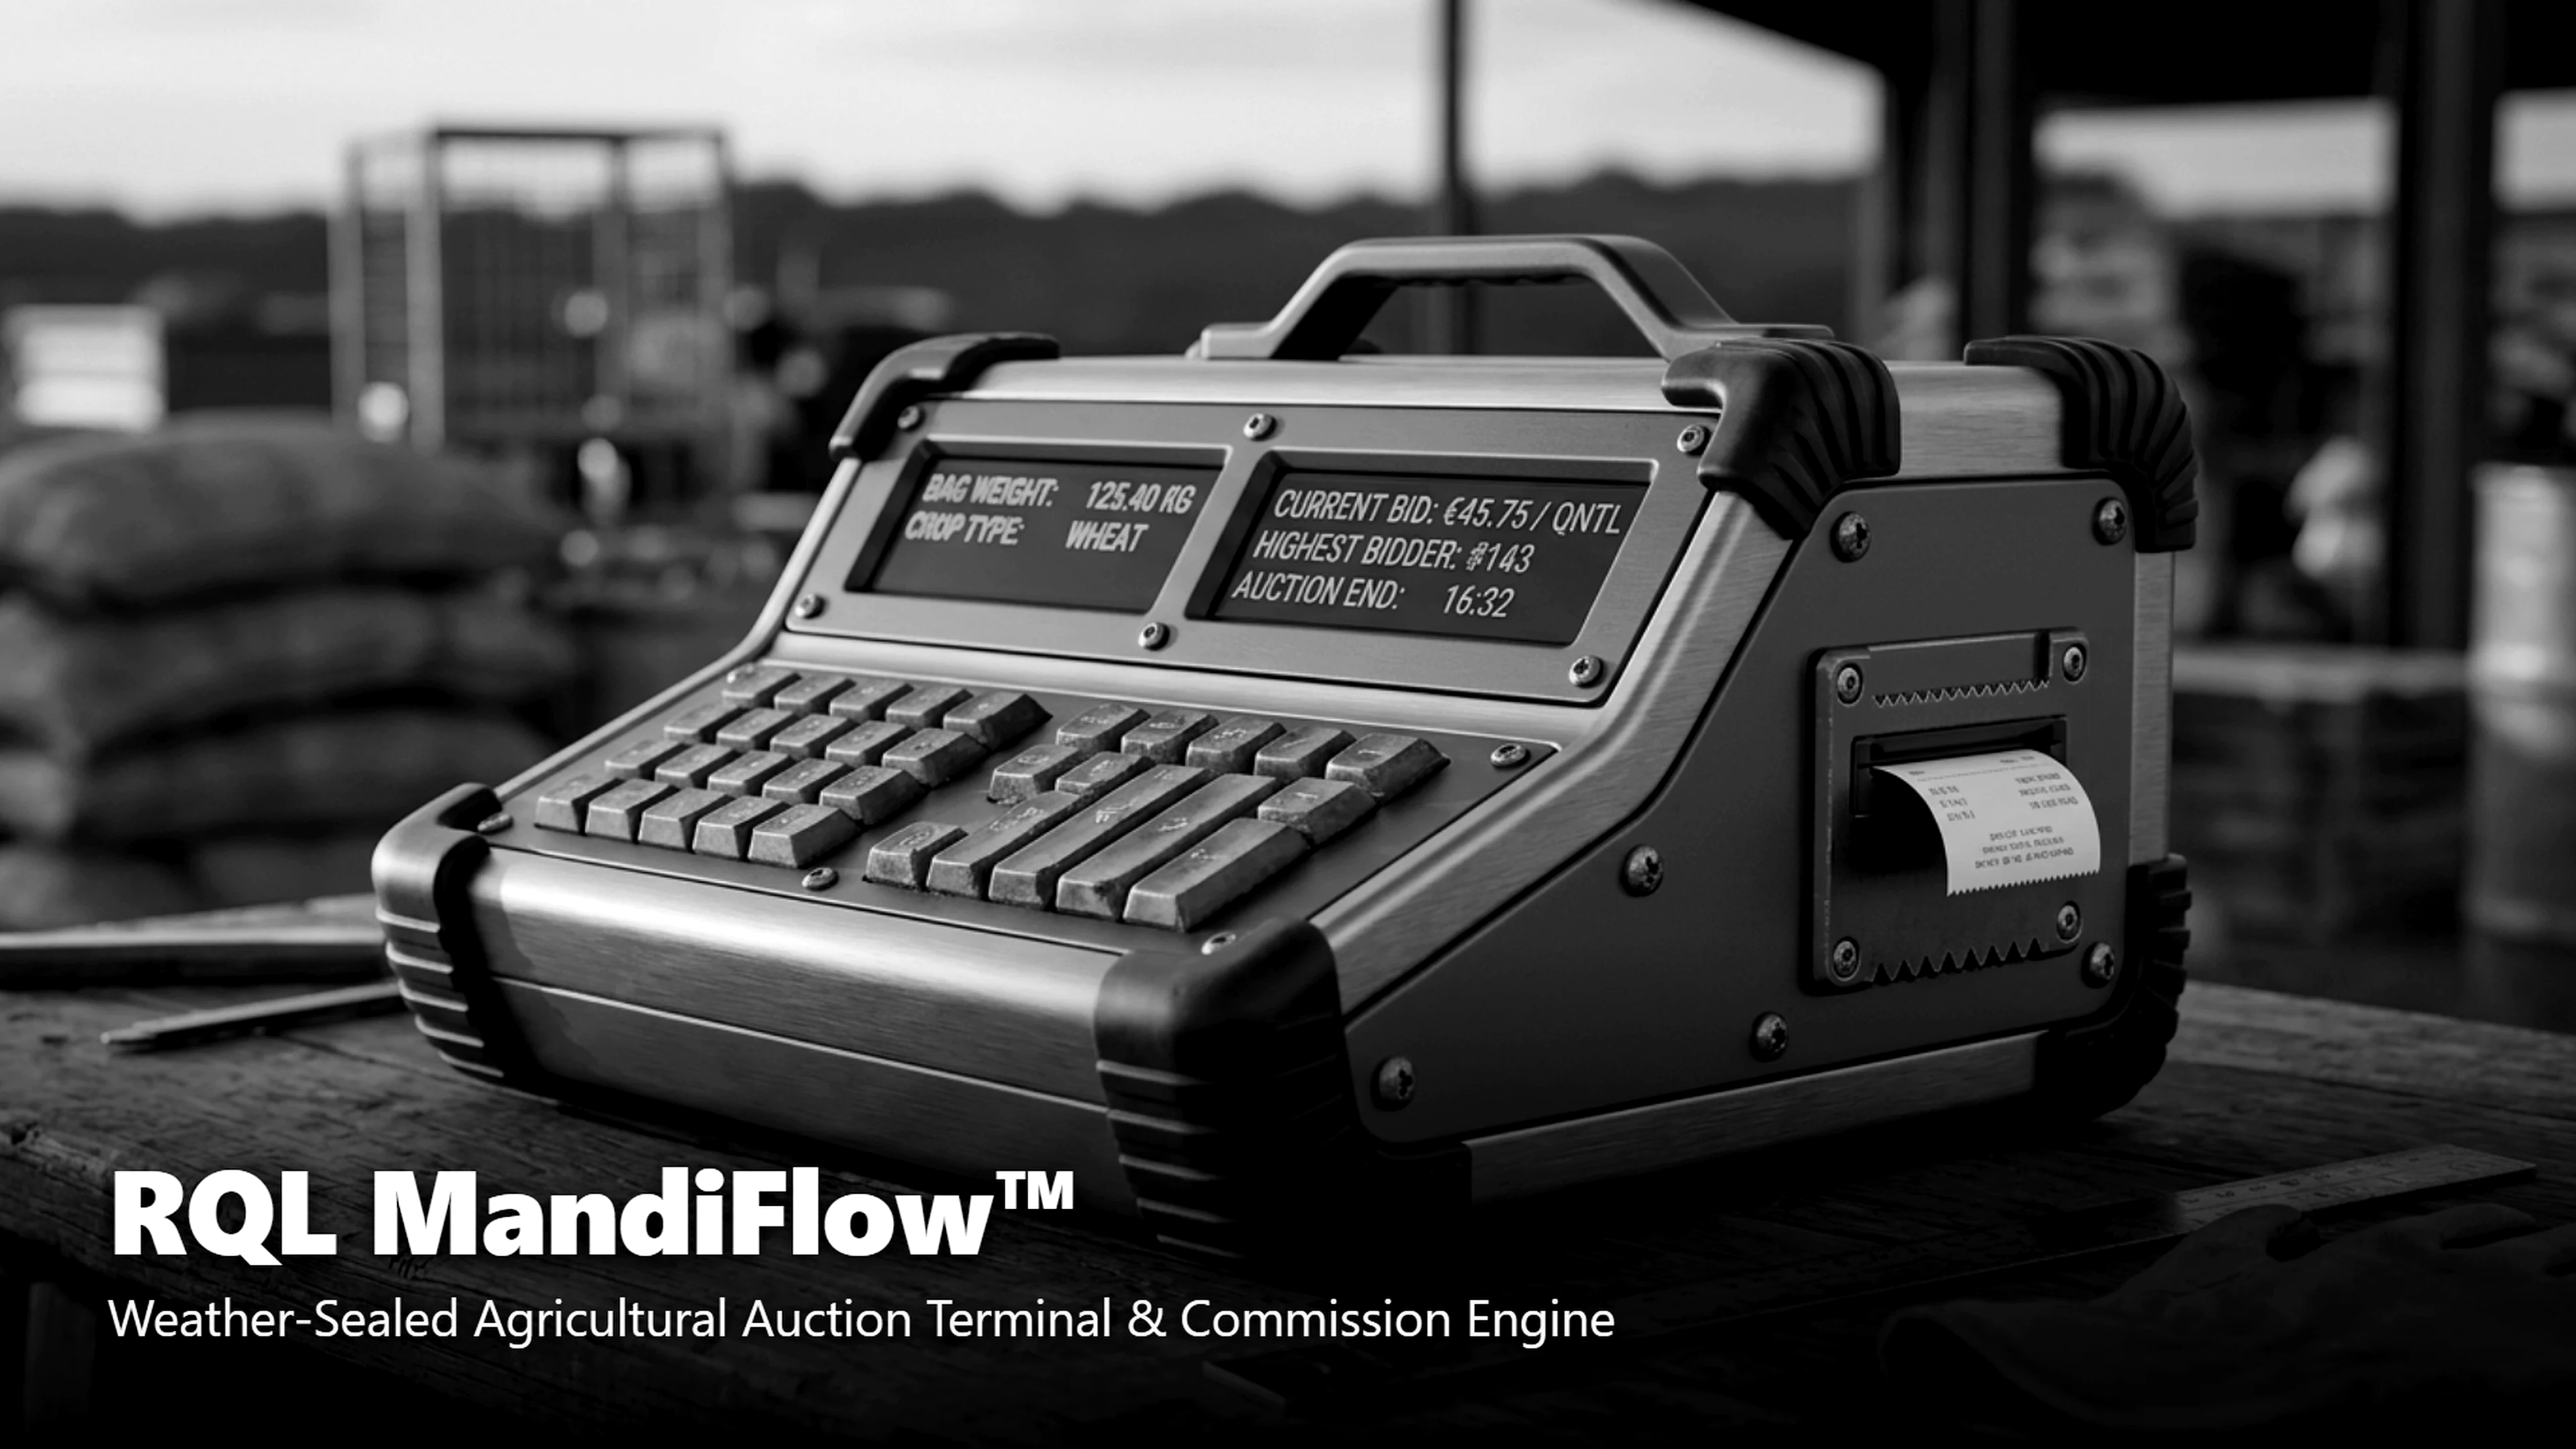 BAG WEIGHT: 125.40 KG
CROP TYPE: WHEAT
CURRENT BID: €45.75 / QNTL
HIGHEST BIDDER: #143
AUCTION END: 16:32
RQL MandiFlow™
Weather-Sealed Agricultural Auction Terminal & Commission Engine